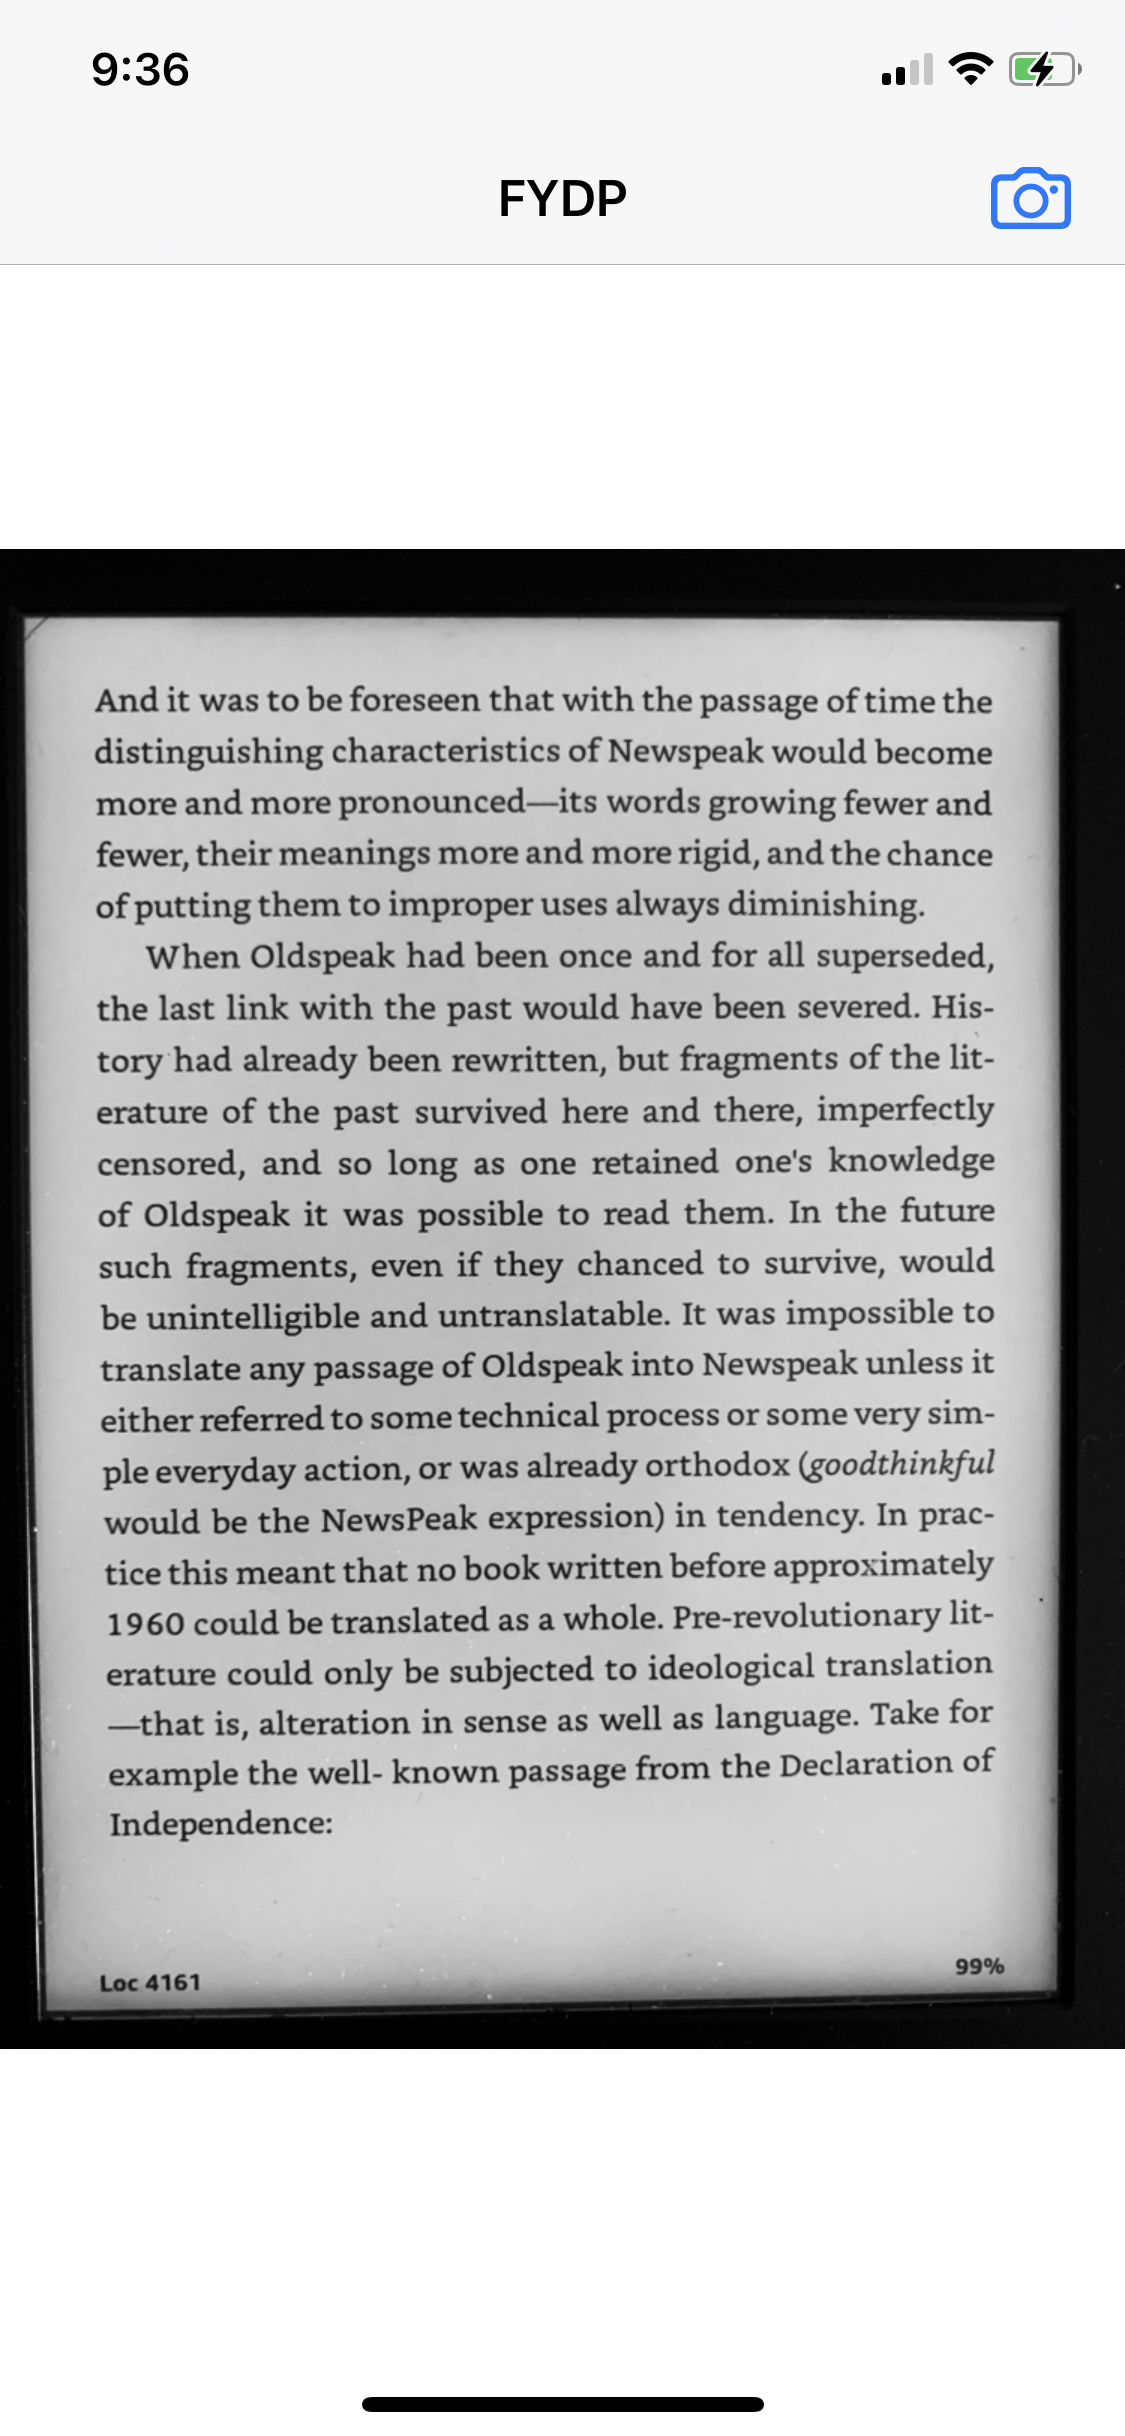 9:36
FYDP
And it was to be foreseen that with the passage of time the
distinguishing characteristics of Newspeak would become
more and more pronounced—its words growing fewer and
fewer, their meanings more and more rigid, and the chance
of putting them to improper uses always diminishing.
When Oldspeak had been once and for all superseded,
the last link with the past would have been severed. His-
tory had already been rewritten, but fragments of the lit-
erature of the past survived here and there, imperfectly
censored, and so long as one retained one's knowledge
of Oldspeak it was possible to read them. In the future
such fragments, even if they chanced to survive, would
be unintelligible and untranslatable. It was impossible to
translate any passage of Oldspeak into Newspeak unless it
either referred to some technical process or some very sim-
ple everyday action, or was already orthodox (goodthinkful
would be the NewsPeak expression) in tendency. In prac-
tice this meant that no book written before approximately
1960 could be translated as a whole. Pre-revolutionary lit-
erature could only be subjected to ideological translation
—that is, alteration in sense as well as language. Take for
example the well- known passage from the Declaration of
Independence:
Loc 4161
99%